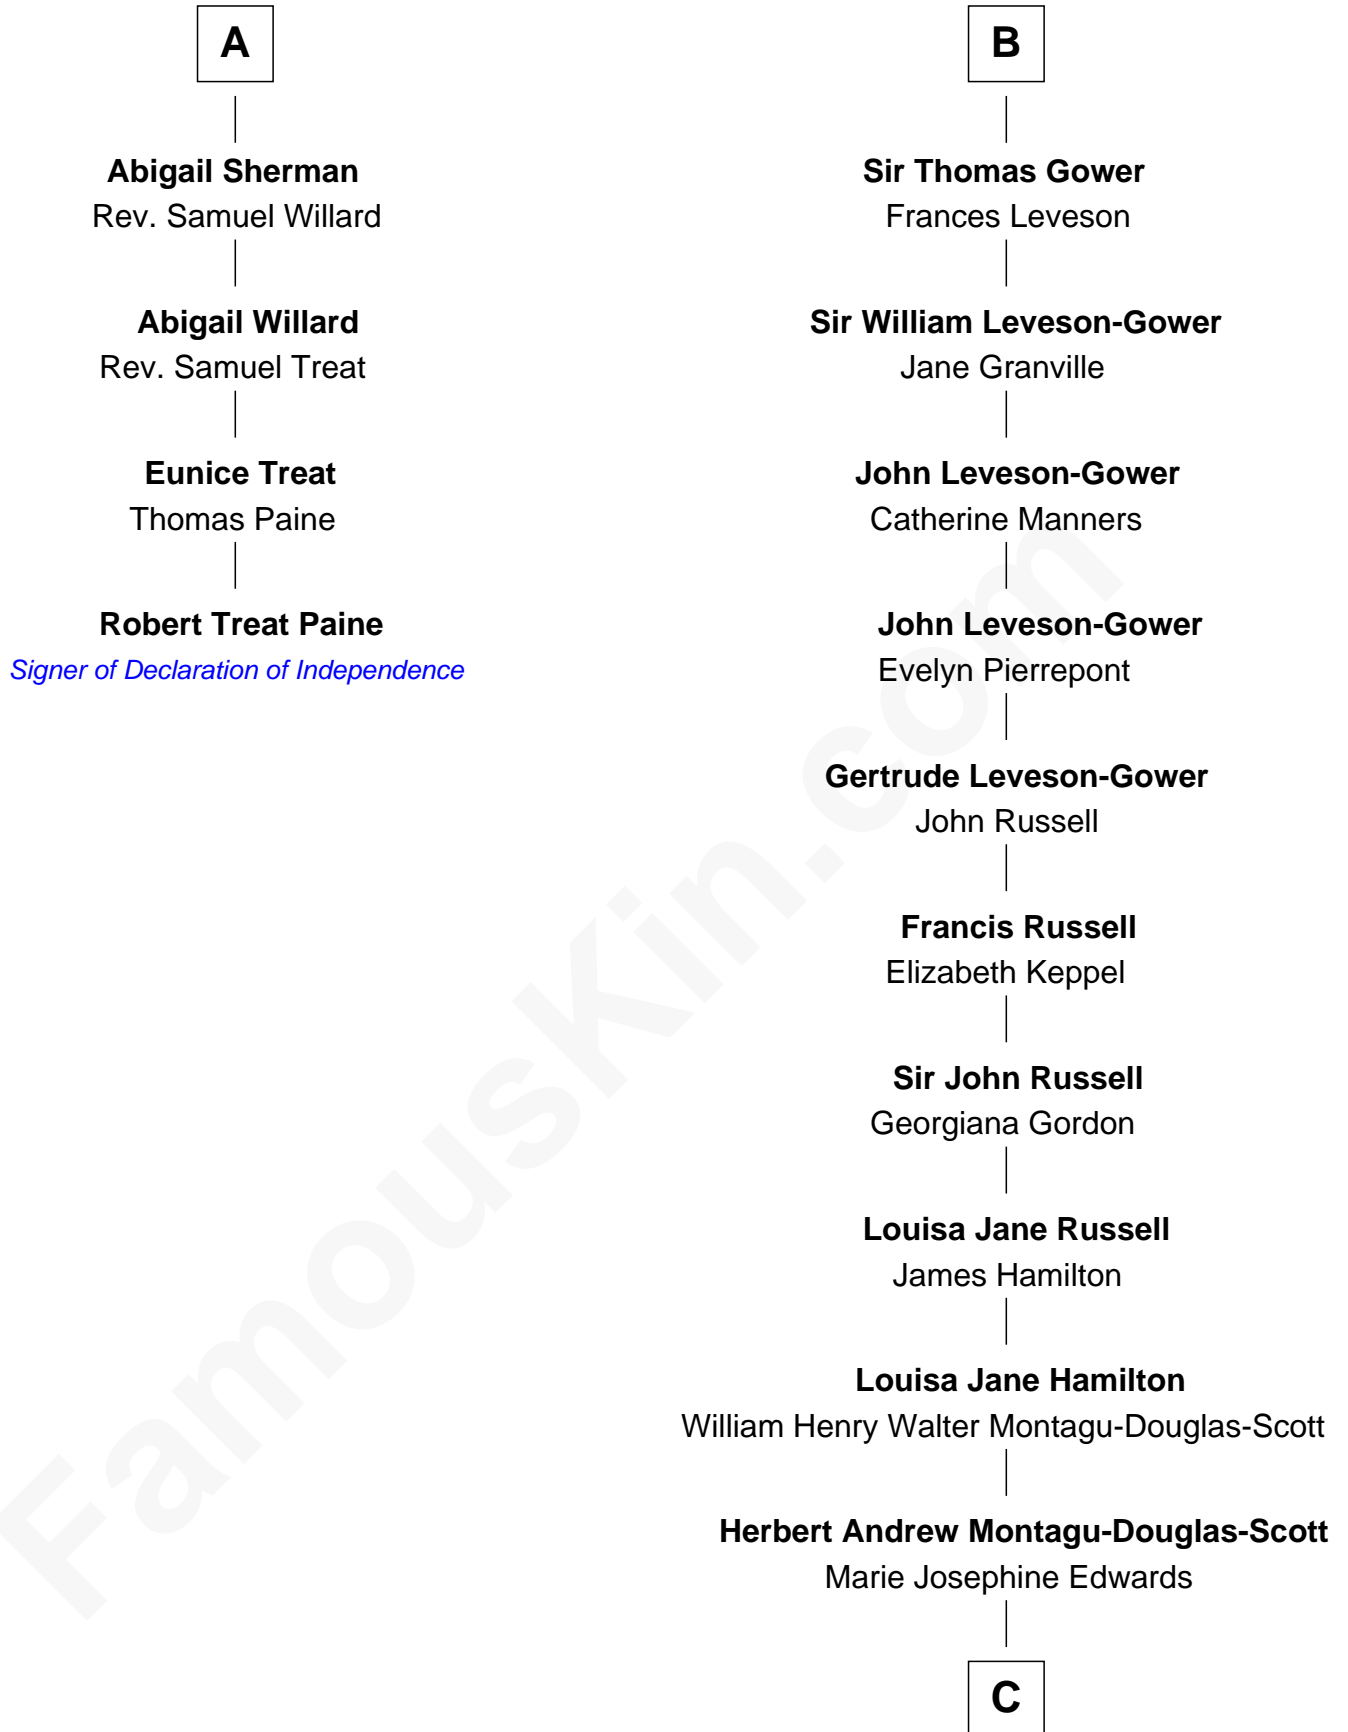 A
Abigail Sherman
Rev. Samuel Willard
Abigail Willard
Rev. Samuel Treat
Eunice Treat
Thomas Paine
Robert Treat Paine
Signer of Declaration of Independence
B
Sir Thomas Gower
Frances Leveson
Sir William Leveson-Gower
Jane Granville
John Leveson-Gower
Catherine Manners
John Leveson-Gower
Evelyn Pierrepont
Gertrude Leveson-Gower
John Russell
Francis Russell
Elizabeth Keppel
Sir John Russell
Georgiana Gordon
Louisa Jane Russell
James Hamilton
Louisa Jane Hamilton
William Henry Walter Montagu-Douglas-Scott
Herbert Andrew Montagu-Douglas-Scott
Marie Josephine Edwards
C
FamousKin.com